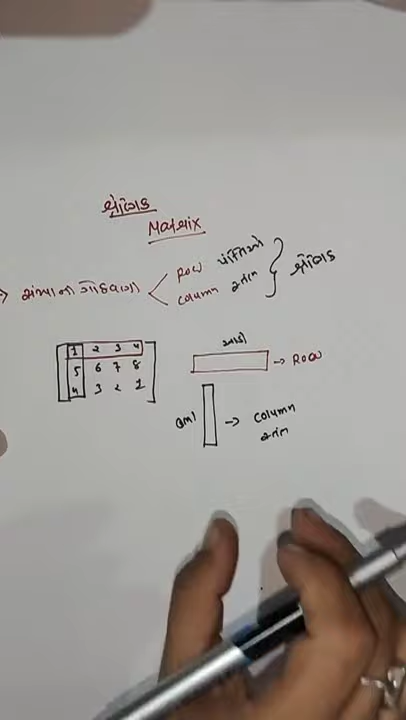 શ્રેણિક
Matrix
→ સંખ્યાની ગોઠવણી
Row પંક્તિઓ
column સ્તંભ
શ્રેણિક
1 2 3 4
5 6 7 8
4 3 2 1
આડી
→ Row
ઊભી
→ column
સ્તંભ